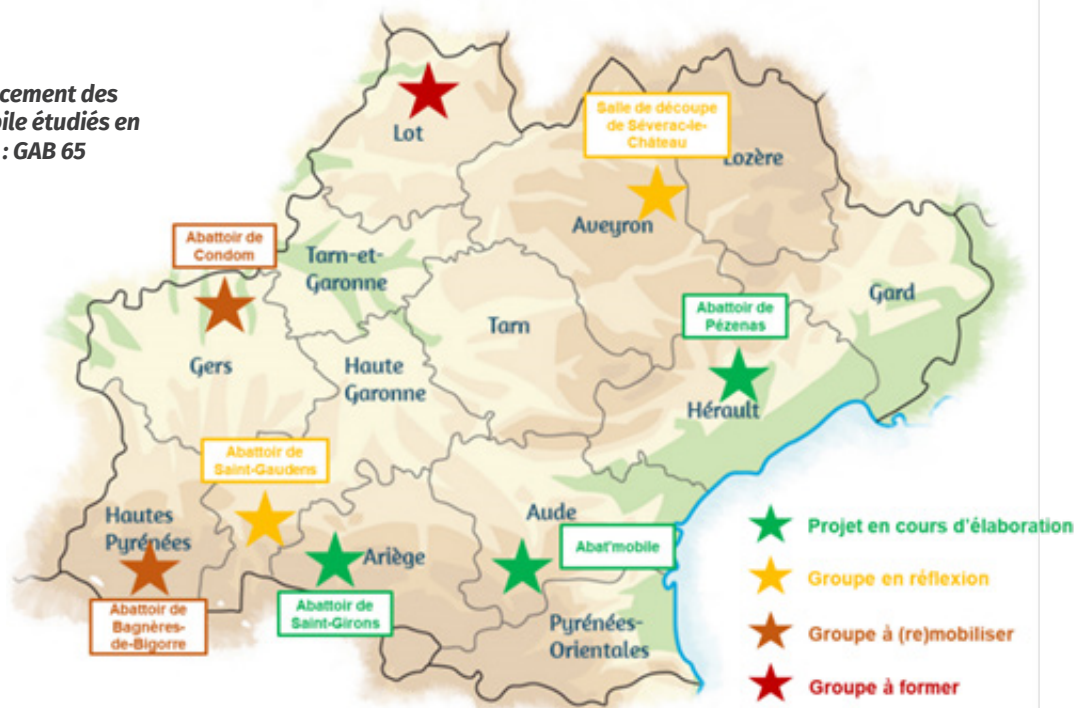 cement des
ile étudiés en
: GAB 65
Lot
Salle de découpe
de Séverac-le-
Château
Lozère
Aveyron
Abattoir de
Condom
Tarn-et-
Garonne
Gard
Abattoir de
Pézenas
Tarn
Gers
Haute
Garonne
Hérault
Abattoir de
Saint-Gaudens
Hautes
Pyrénées
Aude
Ariège
Abat'mobile
Abattoir de
Bagnères-
de-Bigorre
Abattoir de
Saint-Girons
Pyrénées-
Orientales
Projet en cours d'élaboration
Groupe en réflexion
Groupe à (re)mobiliser
Groupe à former